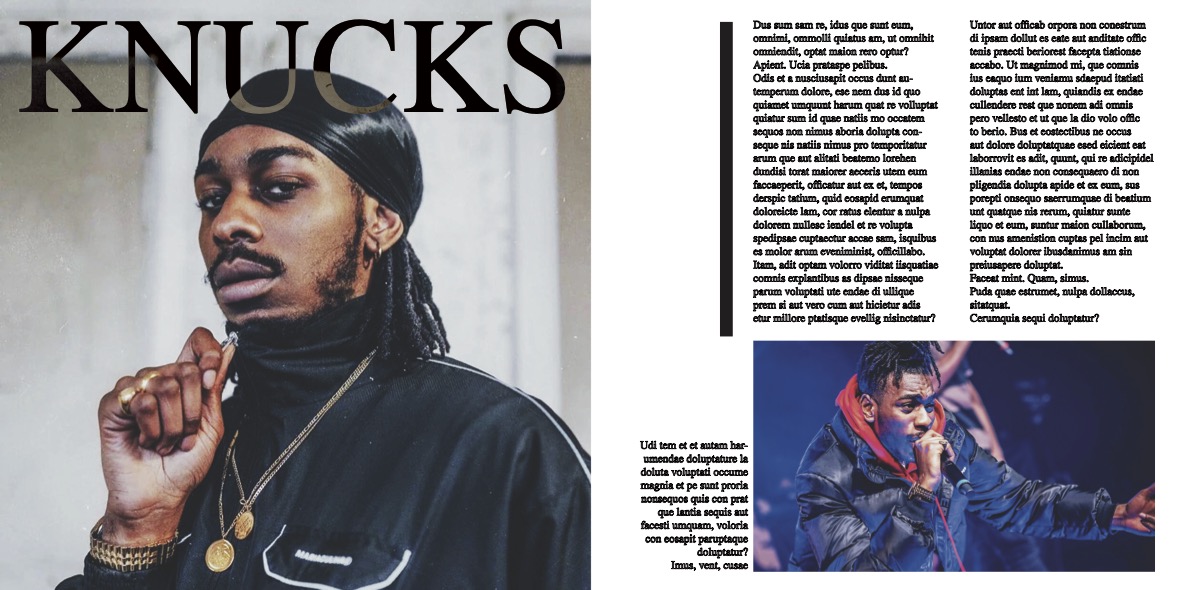 KNUCKS
Dus sum sam re, idus que sunt eum,
omnimi, ommolli quiatus am, ut omnihit
omniendit, optat maion rero optur?
Apient. Ucia prataspe pelibus.
Odis et a nusciusapit occus dunt au-
temperum dolore, ese nem dus id quo
quiamet umquunt harum quat re volluptat
quiatur sum id quae natiis mo occatem
sequos non nimus aboria dolupta con-
seque nis natiis nimus pro temporitatur
arum que aut alitati beatemo lorehen
dundisi torat maiorer aeceris utem eum
faccaeperit, officatur aut ex et, tempos
derspic tatium, quid eosapid erumquat
doloreicte lam, cor ratus elentur a nulpa
dolorem nullesc iendel et re volupta
spedipsae cuptaectur accae sam, isquibus
es molor arum eveniminist, officillabo.
Itam, adit optam volorro viditat iisquatiae
comnis explantibus as dipsae nisseque
parum voluptati ute endae di ullique
prem si aut vero cum aut hicietur adis
etur millore ptatisque evellig nisinctatur?
Untor aut officab orpora non conestrum
di ipsam dollut es eate aut anditate offic
tenis praecti beriorest facepta tiationse
accabo. Ut magnimod mi, que comnis
ius eaquo ium veniamu sdaepud itatiati
doluptas ent int lam, quiandis ex endae
cullendere rest que nonem adi omnis
pero vellesto et ut que la dio volo offic
to berio. Bus et eostectibus ne occus
aut dolore doluptatquae esed eicient eat
laborrovit es adit, quunt, qui re adicipidel
illanias endae non consequaero di non
pligendia dolupta apide et ex eum, sus
porepti onsequo saerrumquae di beatium
unt quatque nis rerum, quiatur sunte
liquo et eum, suntur maion cullaborum,
con nus amenistion cuptas pel incim aut
voluptat dolorer ibusdanimus am sin
preiusapere doluptat.
Faceat mint. Quam, simus.
Puda quae estrumet, nulpa dollaccus,
sitatquat.
Cerumquia sequi doluptatur?
Udi tem et et autam har-
umendae doluptature la
doluta voluptati occume
magnia et pe sunt proria
nonsequos quis con prat
que lantia sequis aut
facesti umquam, voloria
con eosapit paruptaque
doluptatur?
Imus, vent, cusae